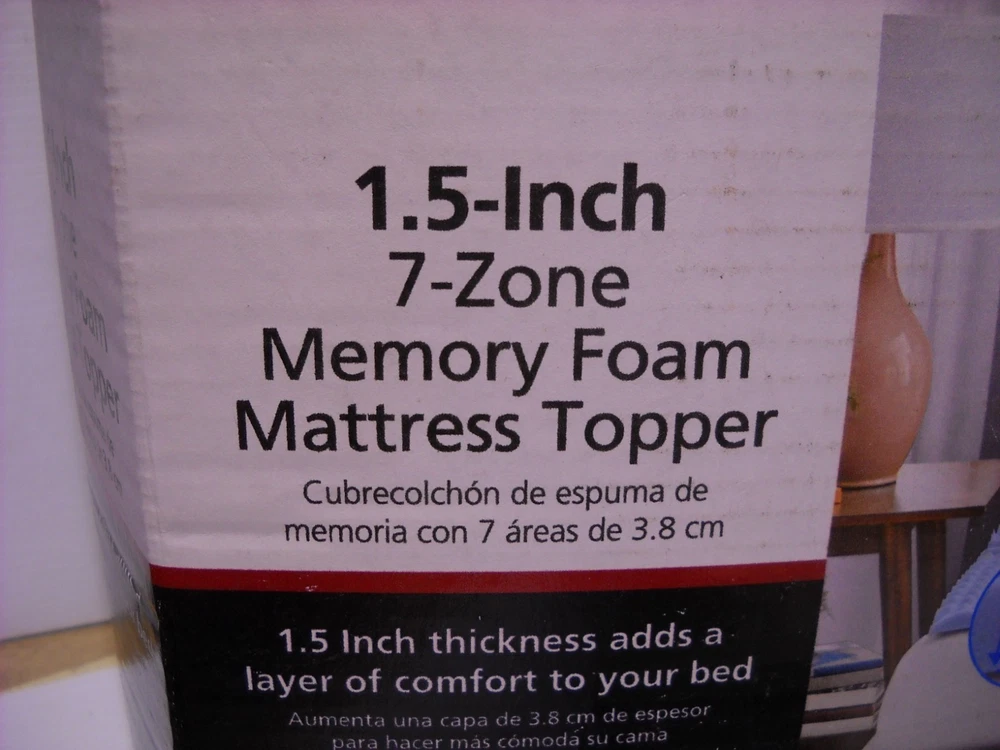 1.5-Inch
7-Zone
Memory Foam
Mattress Topper
Cubrecolchón de espuma de
memoria con 7 áreas de 3.8 cm
1.5 Inch thickness adds a
layer of comfort to your bed
Aumenta una capa de 3.8 cm de espesor
para hacer más cómoda su cama